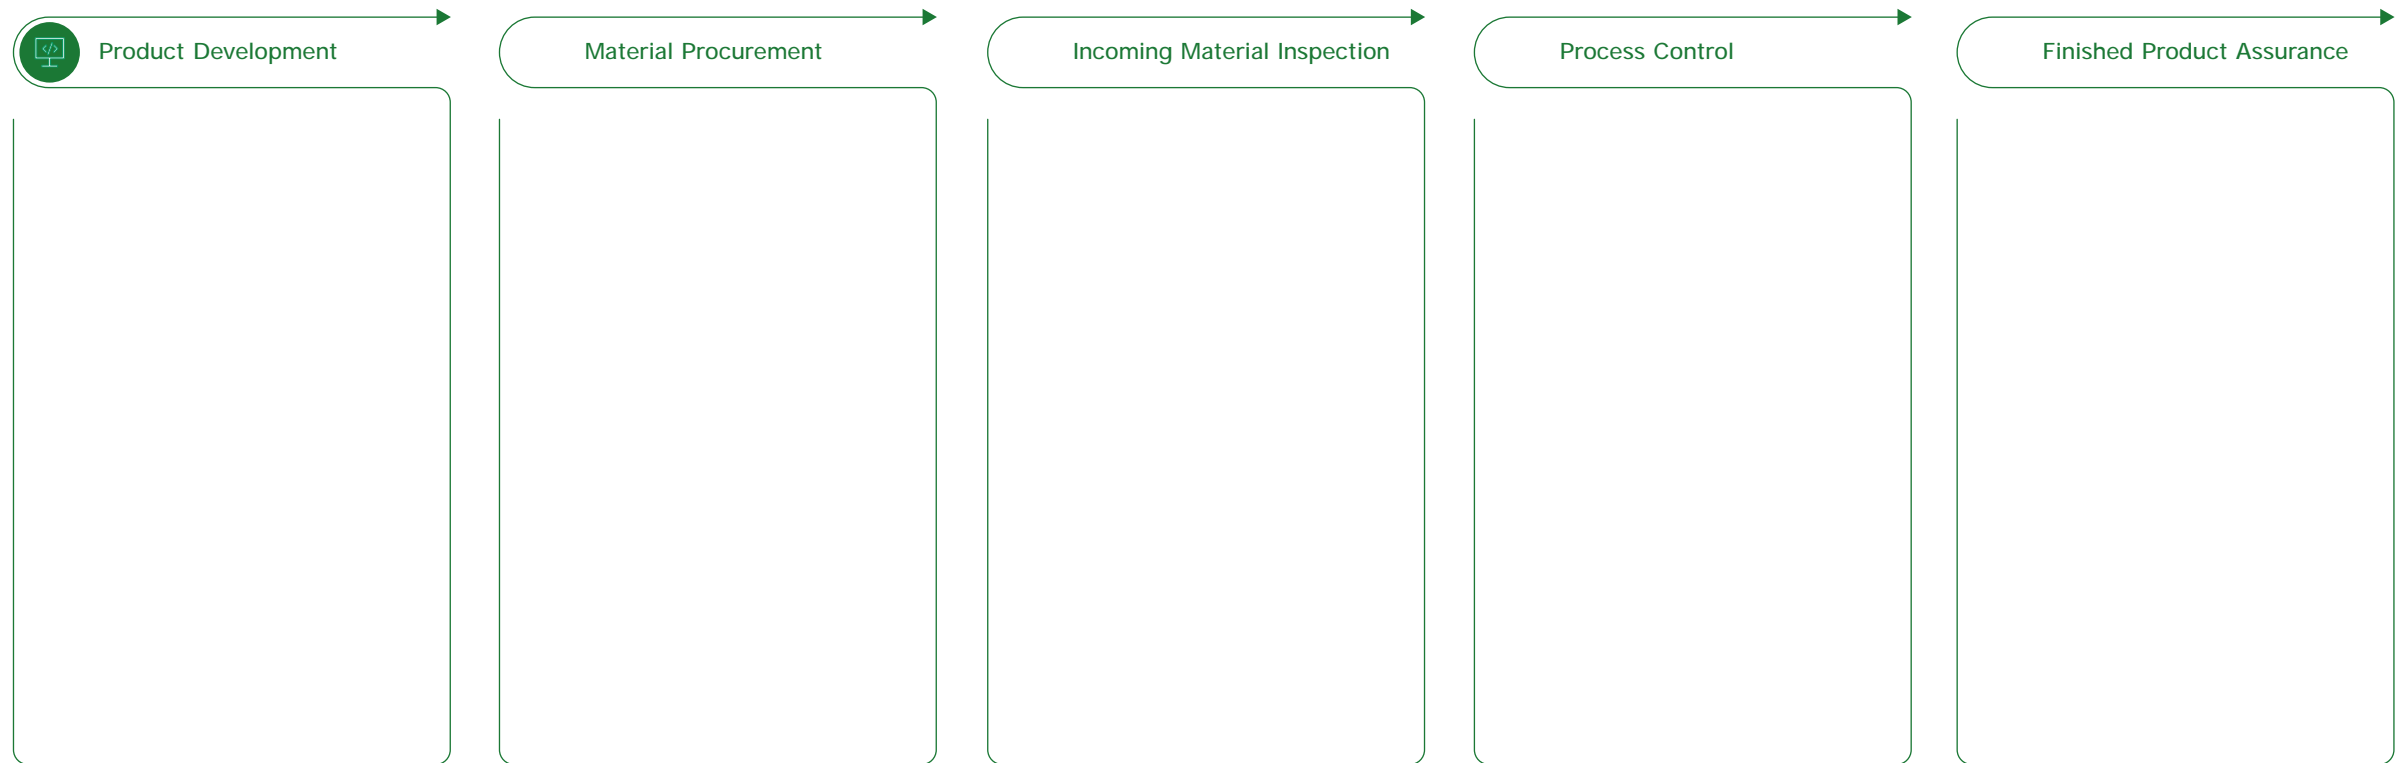 Product Development
Material Procurement
Incoming Material Inspection
Process Control
Finished Product Assurance